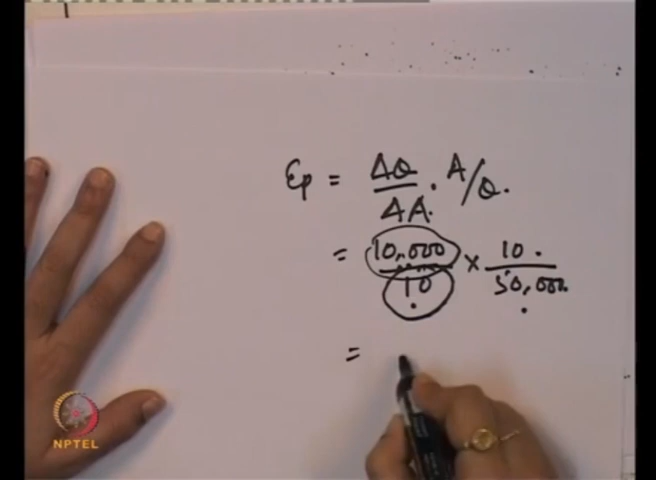 Ep = ΔQ/ΔA . A/Q.
= 10,000/10 × 10/50,000
=
NPTEL